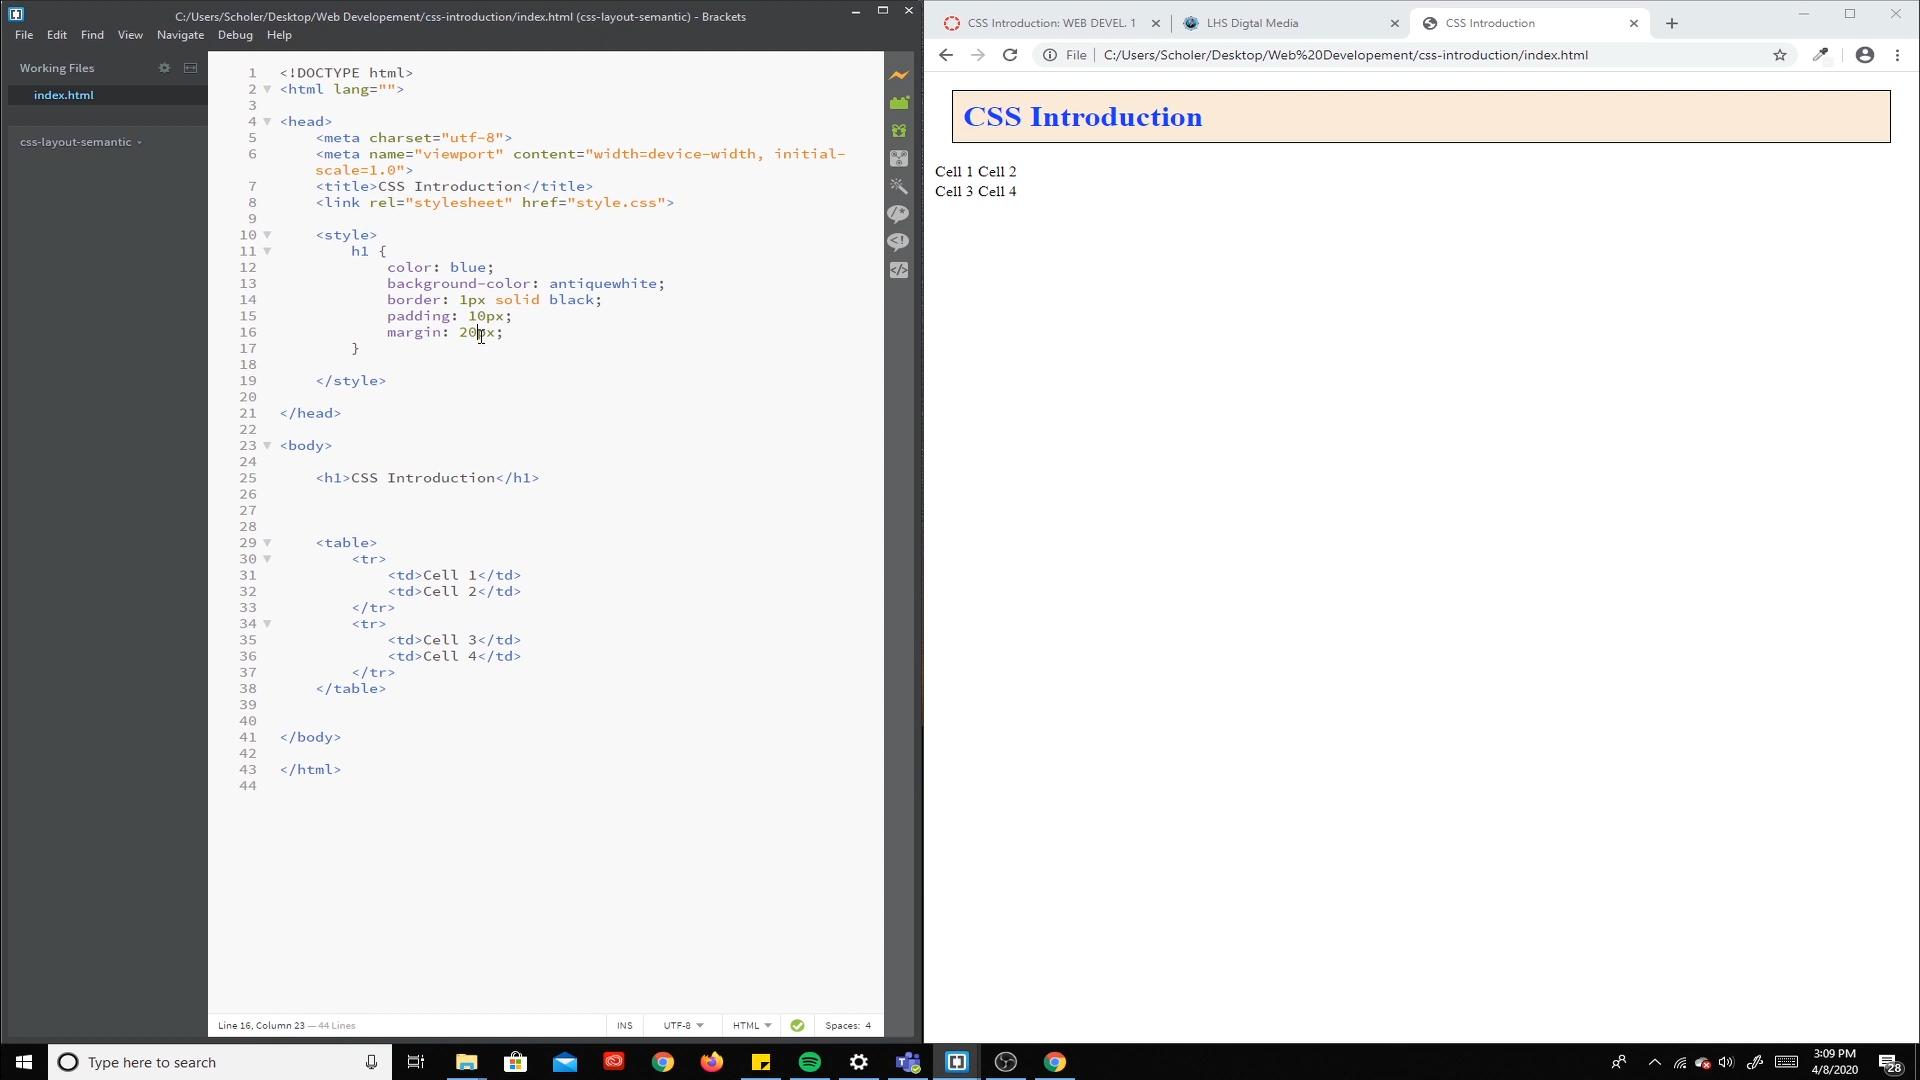 C:/Users/Scholer/Desktop/Web Developement/css-introduction/index.html (css-layout-semantic) - Brackets
File Edit Find View Navigate Debug Help
Working Files
index.html
css-layout-semantic
1 <!DOCTYPE html>
2 <html lang="">
3
4 <head>
5 <meta charset="utf-8">
6 <meta name="viewport" content="width=device-width, initial-
scale=1.0">
7 <title>CSS Introduction</title>
8 <link rel="stylesheet" href="style.css">
9
10 <style>
11 h1 {
12 color: blue;
13 background-color: antiquewhite;
14 border: 1px solid black;
15 padding: 10px;
16 margin: 20px;
17 }
18
19 </style>
20
21 </head>
22
23 <body>
24
25 <h1>CSS Introduction</h1>
26
27
28
29 <table>
30 <tr>
31 <td>Cell 1</td>
32 <td>Cell 2</td>
33 </tr>
34 <tr>
35 <td>Cell 3</td>
36 <td>Cell 4</td>
37 </tr>
38 </table>
39
40
41 </body>
42
43 </html>
44
Line 16, Column 23 — 44 Lines
INS UTF-8 HTML Spaces: 4
CSS Introduction: WEB DEVEL. 1
LHS Digtal Media
CSS Introduction
File C:/Users/Scholer/Desktop/Web%20Developement/css-introduction/index.html
CSS Introduction
Cell 1 Cell 2
Cell 3 Cell 4
Type here to search
3:09 PM
4/8/2020
28